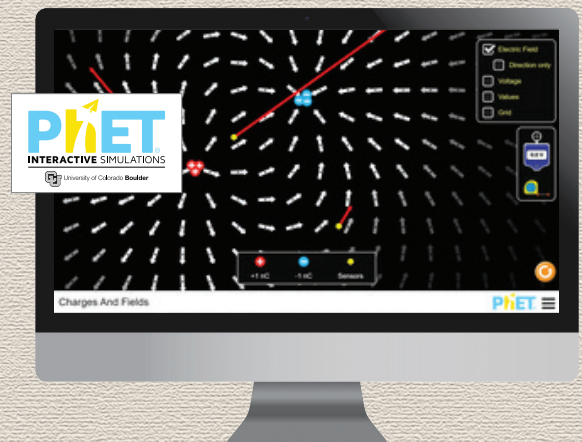 Electric Field
Direction only
Voltage
Values
Grid
PhET
INTERACTIVE SIMULATIONS
University of Colorado Boulder
+1 nC
-1 nC
Sensors
Charges And Fields
PhET